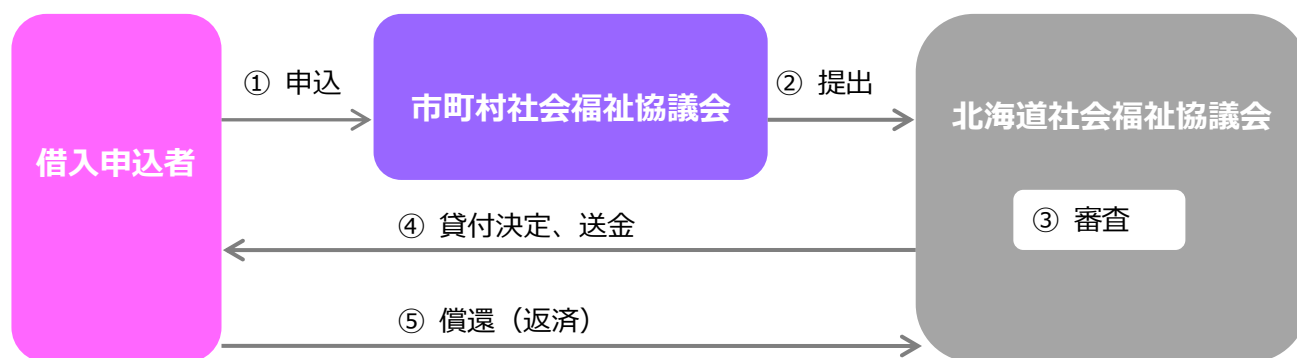 ① 申込
② 提出
市町村社会福祉協議会
北海道社会福祉協議会
借入申込者
③ 審査
④ 貸付決定、送金
⑤ 償還（返済）